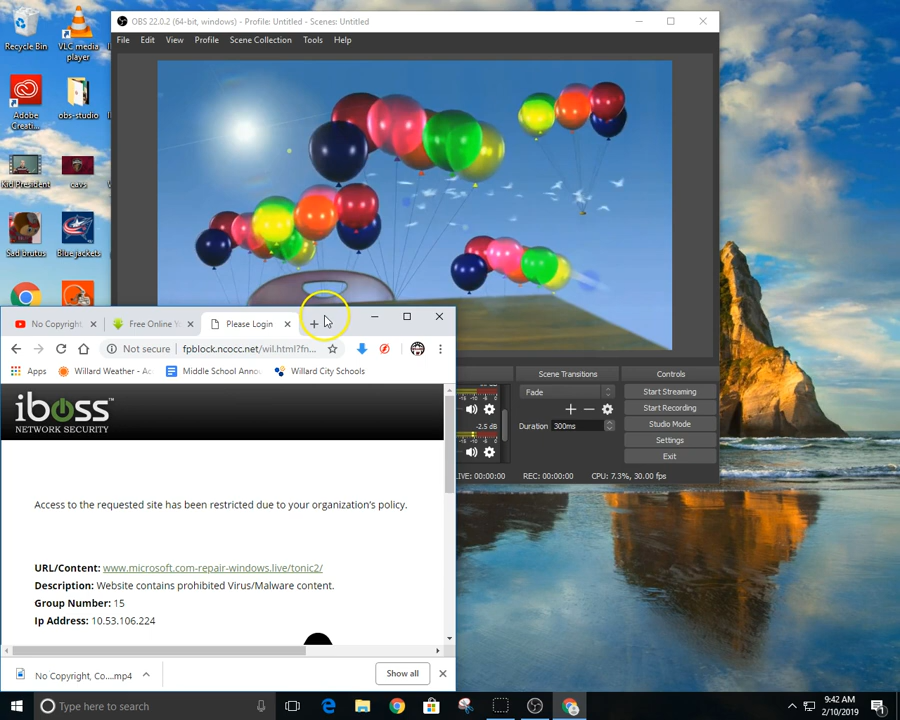 Recycle Bin
VLC media
player
Adobe
Creati...
obs-studio
Kid President
cavs
Sad brutus
Blue jackets
OBS 22.0.2 (64-bit, windows) - Profile: Untitled - Scenes: Untitled
File Edit View Profile Scene Collection Tools Help
Scene Transitions
Controls
Fade
Duration 300ms
Start Streaming
Start Recording
Studio Mode
Settings
Exit
-2.5 dB
LIVE: 00:00:00 REC: 00:00:00 CPU: 7.3%, 30.00 fps
No Copyright
Free Online
Please Login
Not secure fpblock.ncocc.net/wil.html?fn...
Apps Willard Weather - Ac Middle School Annou Willard City Schools
iboss
NETWORK SECURITY
Access to the requested site has been restricted due to your organization's policy.
URL/Content: www.microsoft.com-repair-windows.live/tonic2/
Description: Website contains prohibited Virus/Malware content.
Group Number: 15
Ip Address: 10.53.106.224
No Copyright, Co....mp4
Show all
Type here to search
9:42 AM
2/10/2019